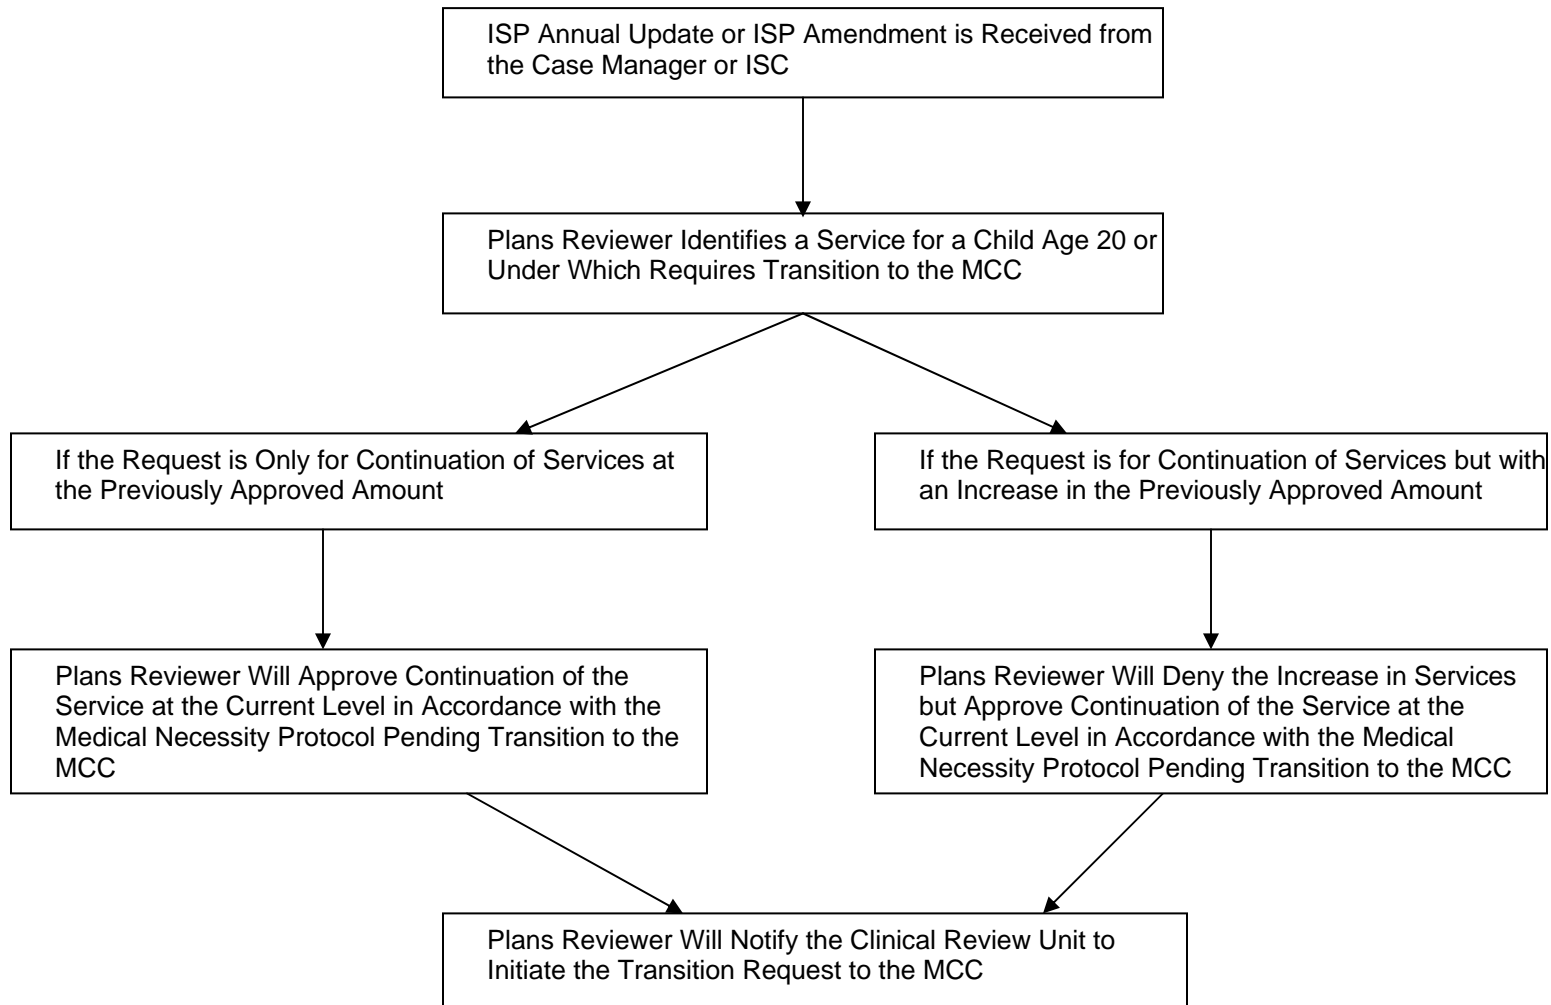 ISP Annual Update or ISP Amendment is Received from
the Case Manager or ISC
Plans Reviewer Identifies a Service for a Child Age 20 or
Under Which Requires Transition to the MCC
If the Request is Only for Continuation of Services at
the Previously Approved Amount
If the Request is for Continuation of Services but with
an Increase in the Previously Approved Amount
Plans Reviewer Will Approve Continuation of the
Service at the Current Level in Accordance with the
Medical Necessity Protocol Pending Transition to the
MCC
Plans Reviewer Will Deny the Increase in Services
but Approve Continuation of the Service at the
Current Level in Accordance with the Medical
Necessity Protocol Pending Transition to the MCC
Plans Reviewer Will Notify the Clinical Review Unit to
Initiate the Transition Request to the MCC